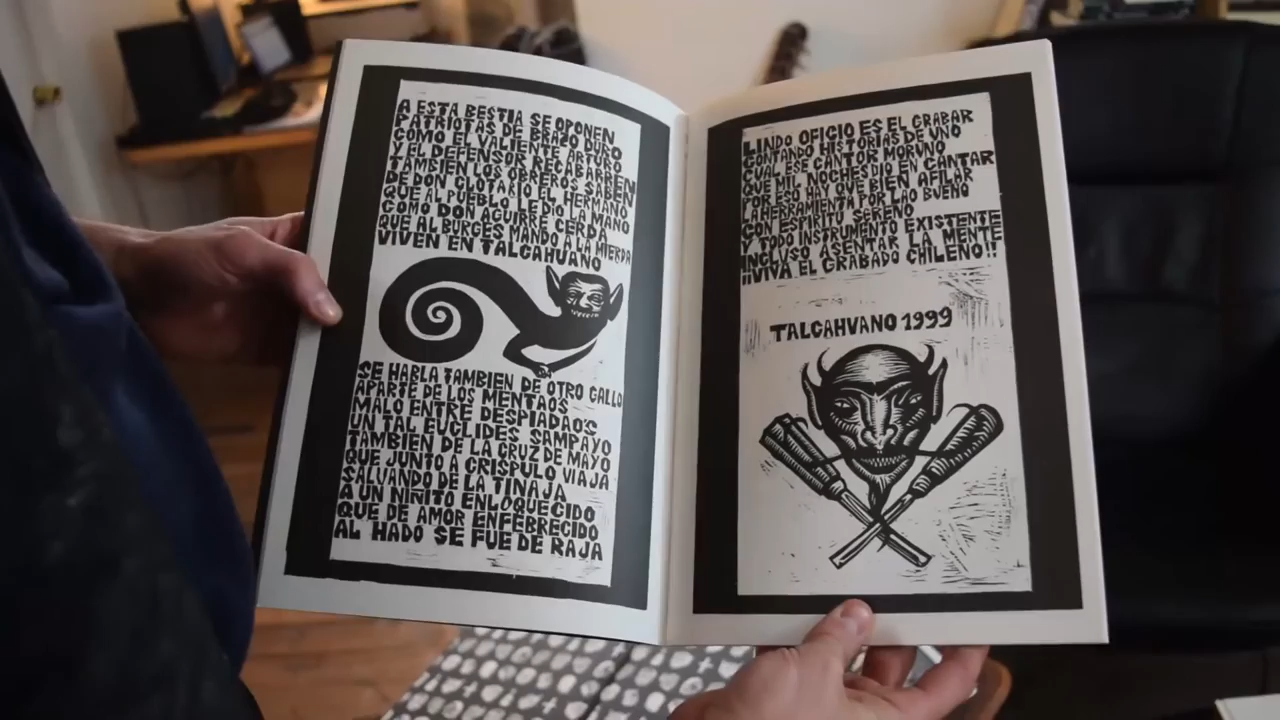 A ESTA BESTIA SE OPONEN
PATRIOTAS DE BRAZO DURO
COMO EL VALIENTE ARTURO
Y EL DEFENSOR RECABARREN
TAMBIEN LOS OBREROS SABEN
DE DON CLOTARIO EL HERMANO
QUE AL PUEBLO LE DIO LA MANO
COMO DON AGUIRRE CERDA
QUE AL BURGES MANDO A LA MIERDA
VIVEN EN TALCAHUANO
SE HABLA TAMBIEN DE OTRO GALLO
APARTE DE LOS MENTAOS
MALO ENTRE DESPIADAOS
UN TAL EUCLIDES SAMPAYO
TAMBIEN DE LA CRUZ DE MAYO
QUE JUNTO A CRISPULO VIAJA
SALVANDO DE LA TINAJA
A UN NIÑITO ENLOQUECIDO
QUE DE AMOR ENFEBRECIDO
AL HADO SE FUE DE RAJA
LINDO OFICIO ES EL GRABAR
CONTANDO HISTORIAS DE UNO
CUAL ESE CANTOR MORUNO
QUE MIL NOCHES DIO EN CANTAR
POR ESO HAY QUE BIEN AFILAR
LA HERRAMIENTA POR LAO BUENO
CON ESPIRITU SERENO
Y TODO INSTRUMENTO EXISTENTE
INCLUSO ASENTAR LA MENTE
!!VIVA EL GRABADO CHILENO!!
TALCAHVANO 1999